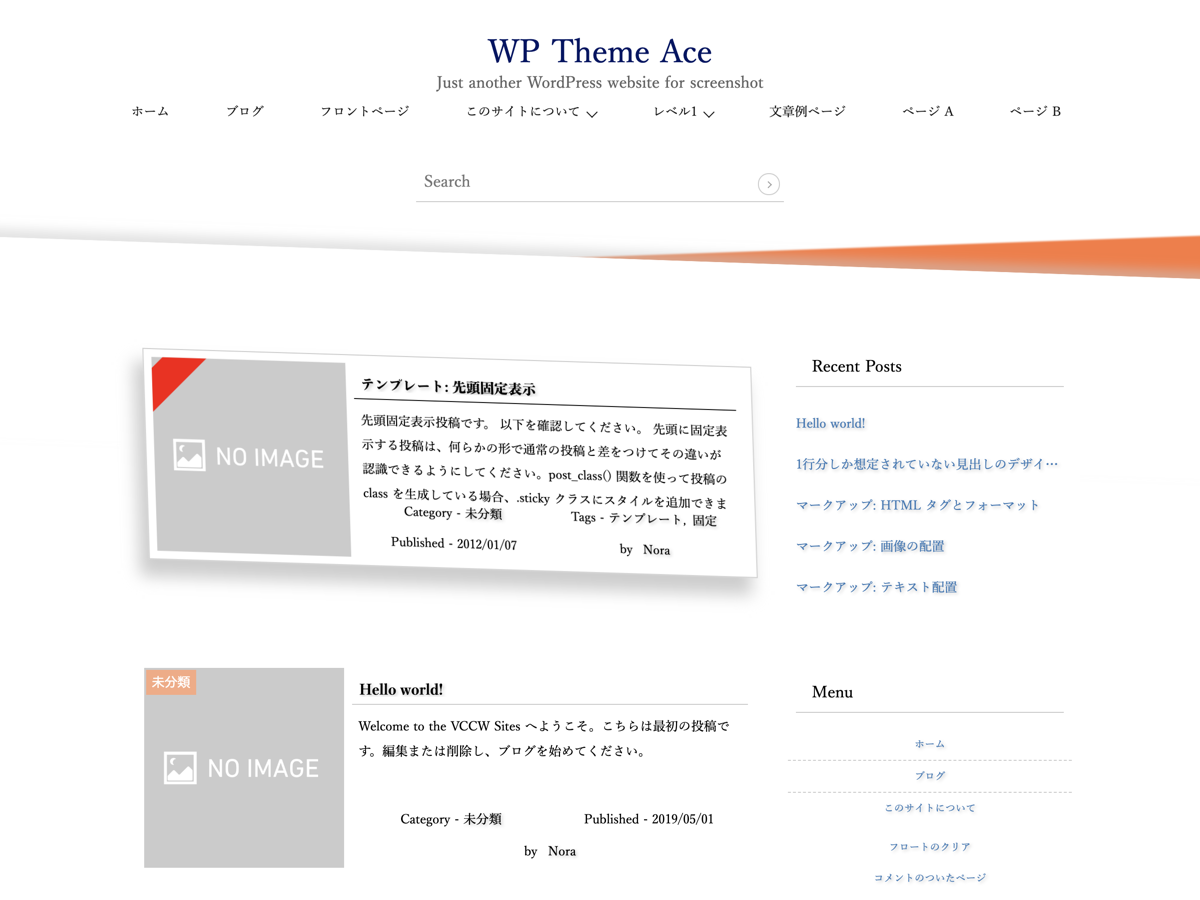 WP Theme Ace
Just another WordPress website for screenshot
ホーム ブログ フロントページ このサイトについて レベル1 文章例ページ ページ A ページ B
Search
テンプレート: 先頭固定表示
先頭固定表示投稿です。 以下を確認してください。 先頭に固定表
示する投稿は、何らかの形で通常の投稿と差をつけてその違いが
認識できるようにしてください。post_class() 関数を使って投稿の
class を生成している場合、.sticky クラスにスタイルを追加できま
Category - 未分類 Tags - テンプレート, 固定
Published - 2012/01/07 by Nora
NO IMAGE
未分類
NO IMAGE
Hello world!
Welcome to the VCCW Sites へようこそ。こちらは最初の投稿で
す。編集または削除し、ブログを始めてください。
Category - 未分類 Published - 2019/05/01
by Nora
Recent Posts
Hello world!
1行分しか想定されていない見出しのデザイ…
マークアップ: HTML タグとフォーマット
マークアップ: 画像の配置
マークアップ: テキスト配置
Menu
ホーム
ブログ
このサイトについて
フロートのクリア
コメントのついたページ